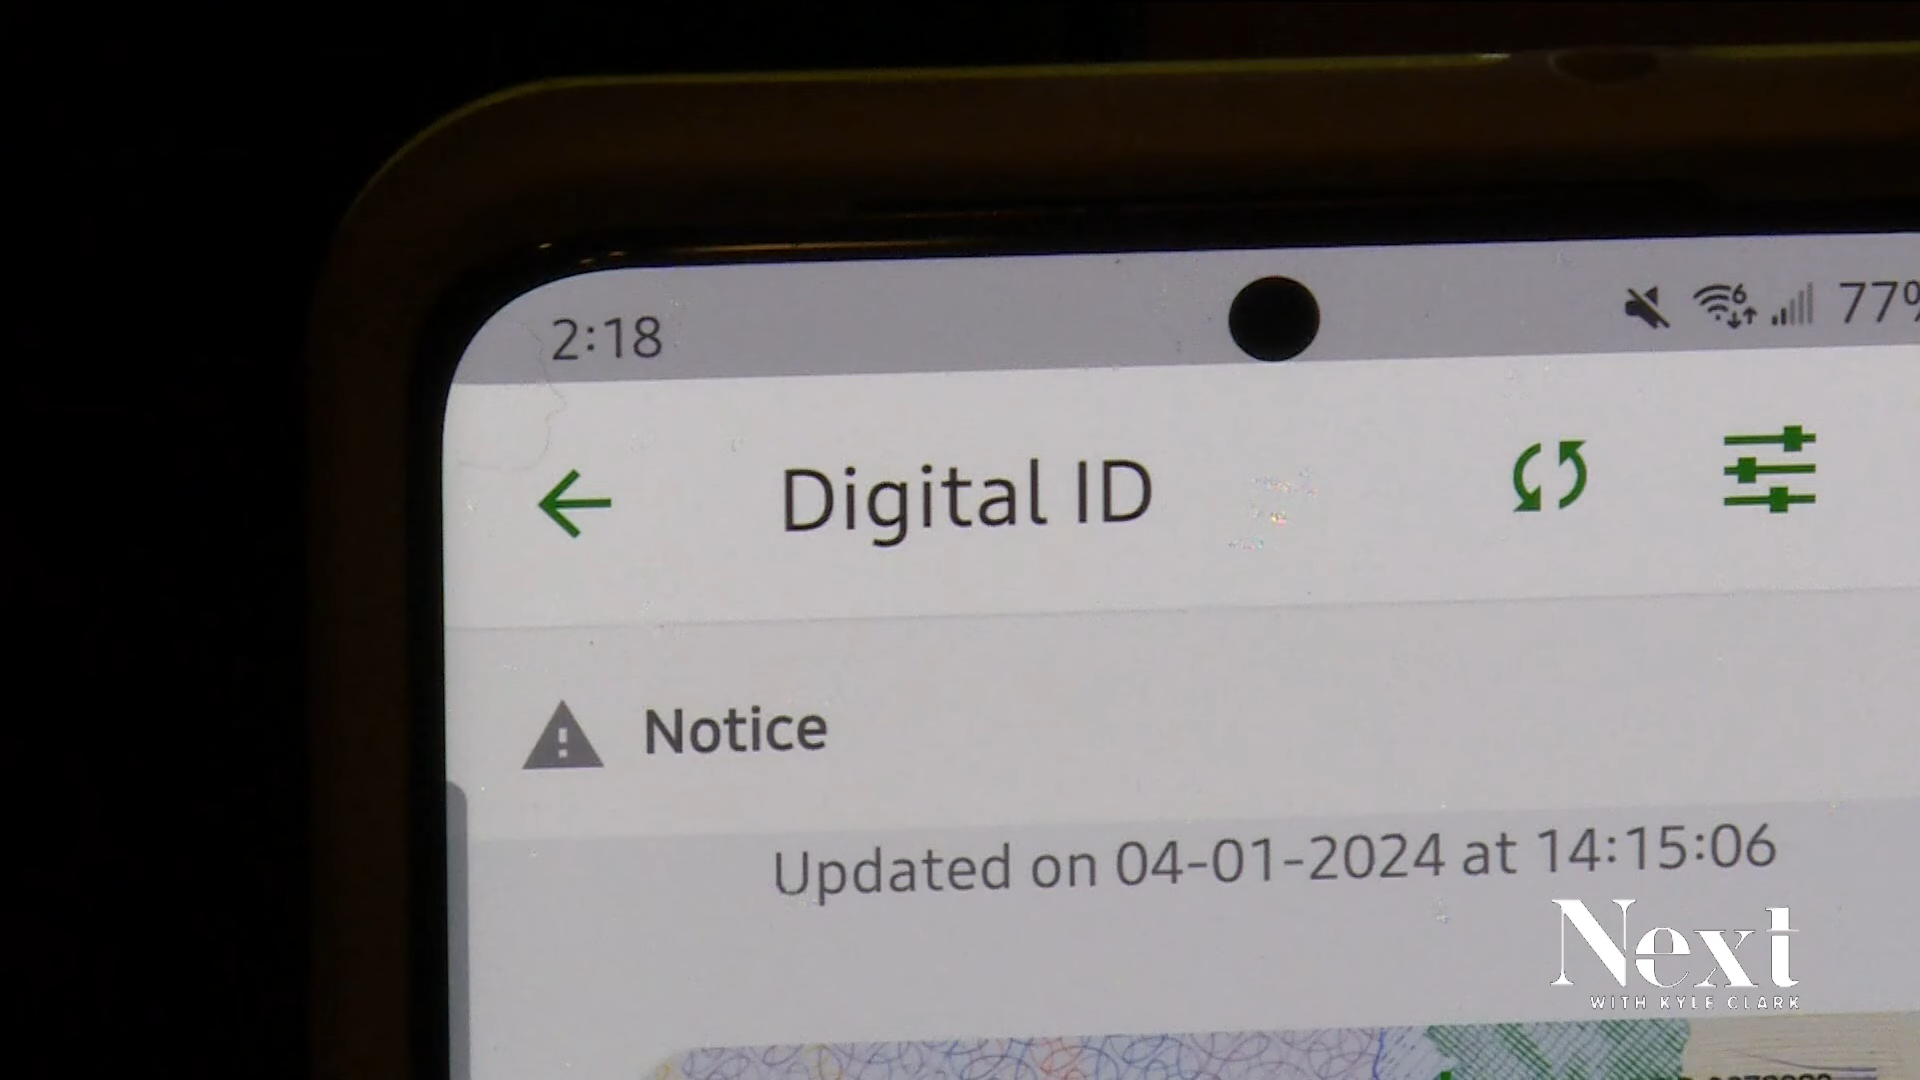 2:18
77%
Digital ID
Notice
Updated on 04-01-2024 at 14:15:06
Next
WITH KYLE CLARK